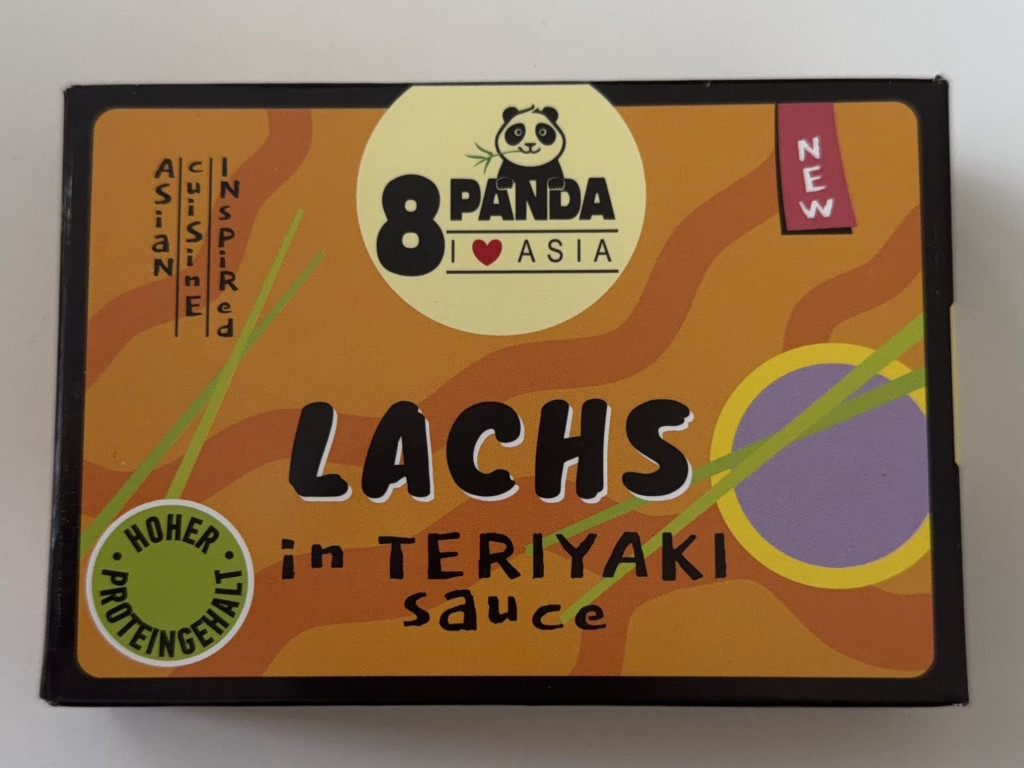 ASiaN
cuiSinE
INspiRed
8 PANDA
I ❤ ASIA
NEW
LACHS
in TERIYAKI
sauce
HOHER
PROTEINGEHALT